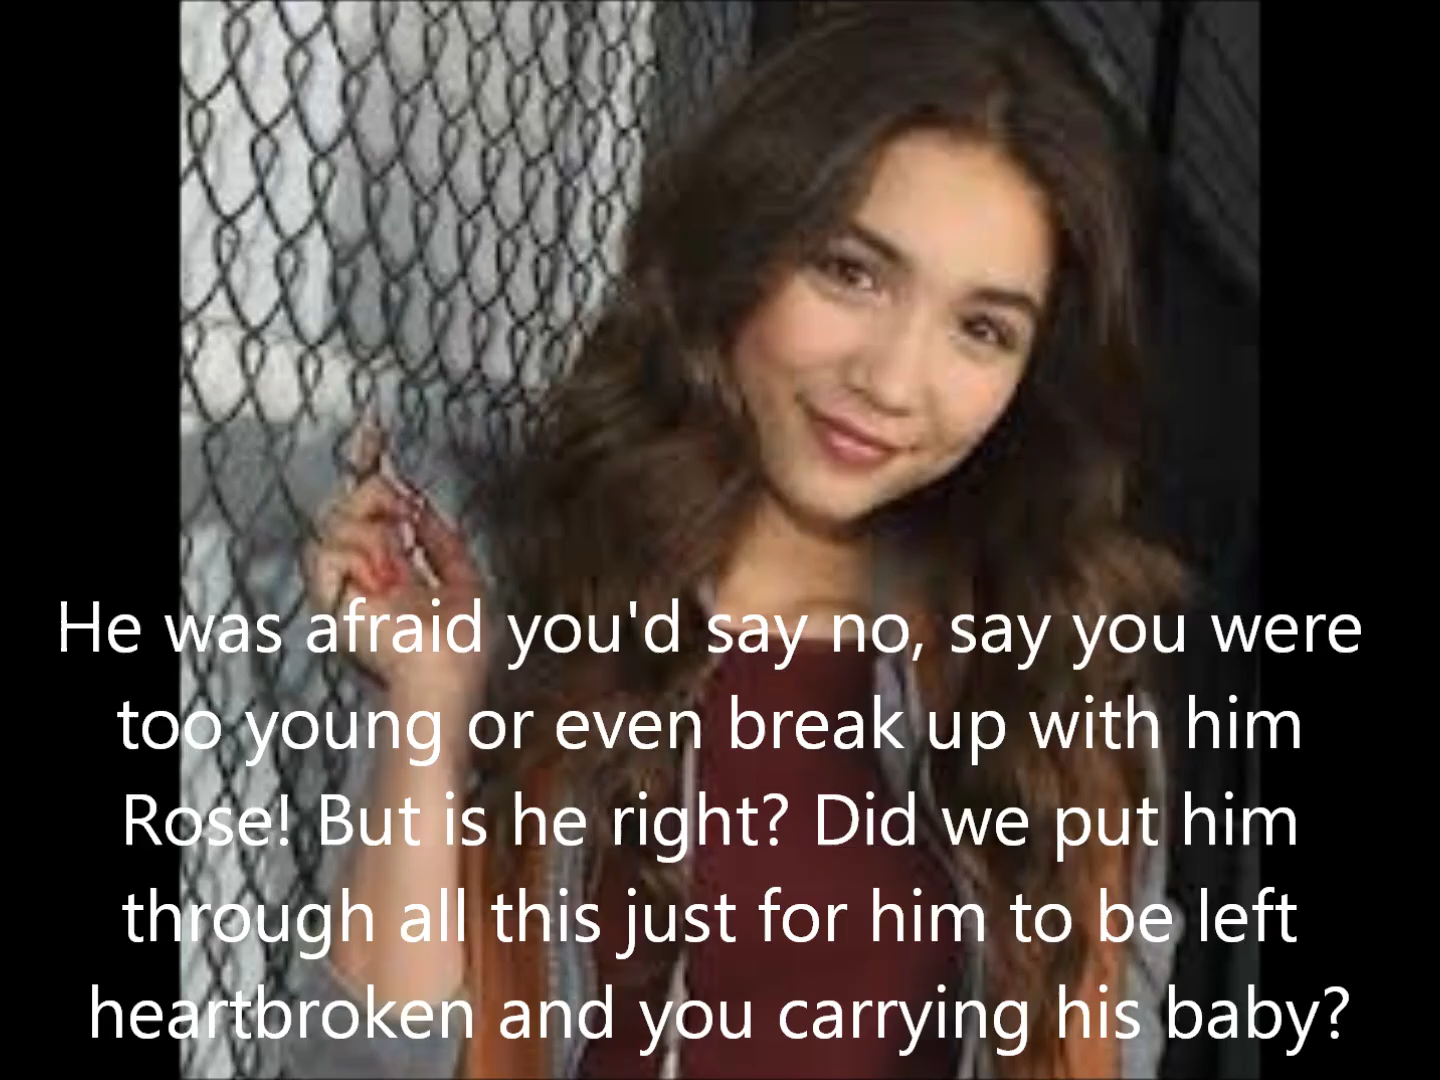 He was afraid you'd say no, say you were
too young or even break up with him
Rose! But is he right? Did we put him
through all this just for him to be left
heartbroken and you carrying his baby?